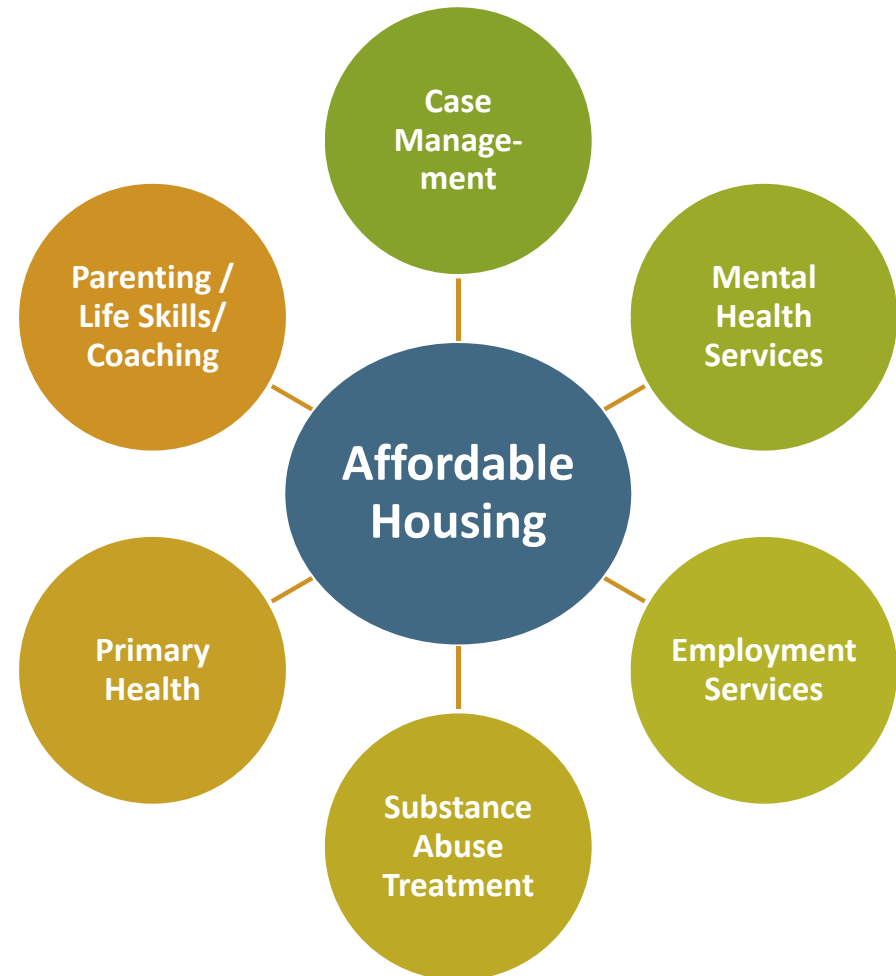 Case
Manage-
ment
Parenting /
Life Skills/
Coaching
Mental
Health
Services
Affordable
Housing
Primary
Health
Employment
Services
Substance
Abuse
Treatment